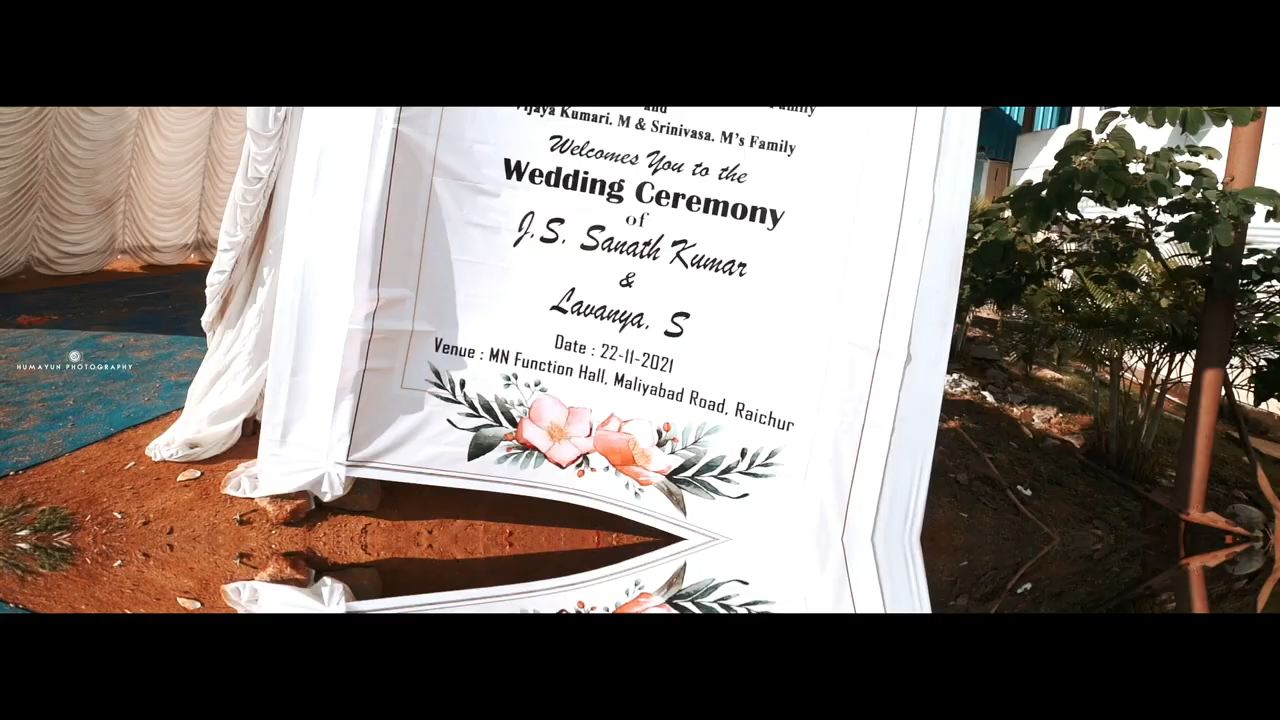 and
Family
Vijaya Kumari. M & Srinivasa. M's Family
Welcomes You to the
Wedding Ceremony
of
J.S. Sanath Kumar
&
Lavanya. S
Date : 22-11-2021
Venue : MN Function Hall, Maliyabad Road, Raichur
HUMAYUN PHOTOGRAPHY